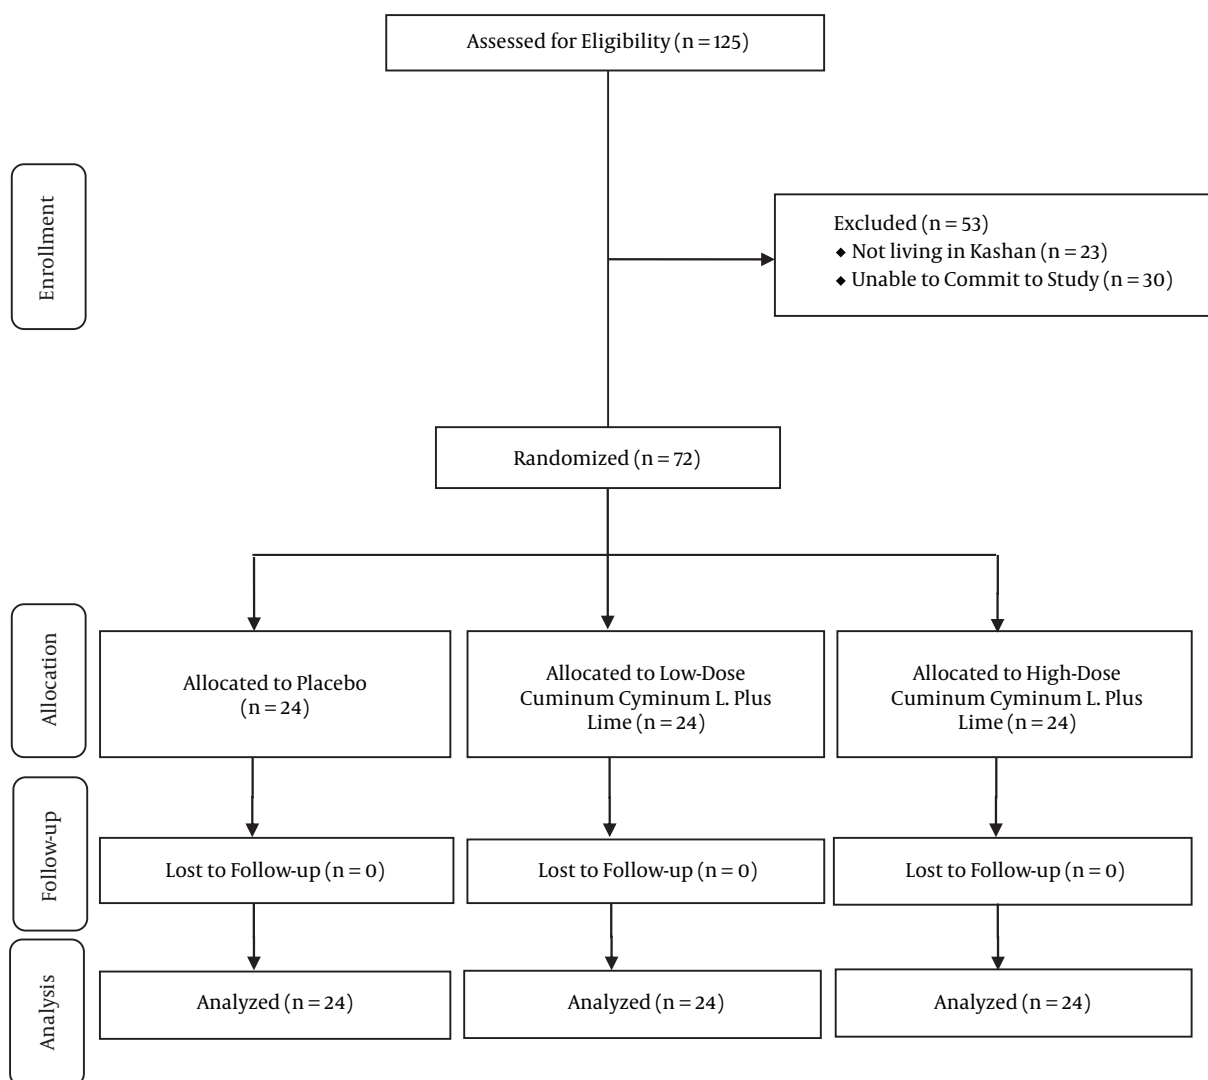 Assessed for Eligibility (n = 125)
Enrollment
Excluded (n = 53)
◆ Not living in Kashan (n = 23)
◆ Unable to Commit to Study (n = 30)
Randomized (n = 72)
Allocation
Allocated to Placebo
(n = 24)
Allocated to Low-Dose
Cuminum Cyminum L. Plus
Lime (n = 24)
Allocated to High-Dose
Cuminum Cyminum L. Plus
Lime (n = 24)
Follow-up
Lost to Follow-up (n = 0)
Lost to Follow-up (n = 0)
Lost to Follow-up (n = 0)
Analysis
Analyzed (n = 24)
Analyzed (n = 24)
Analyzed (n = 24)